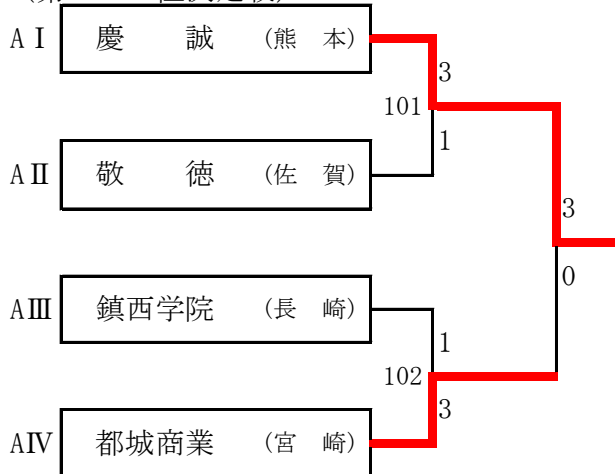 AⅠ 慶 誠 (熊 本)
3
101
1
AⅡ 敬 徳 (佐 賀)
3
0
AⅢ 鎮西学院 (長 崎)
1
102
3
AⅣ 都城商業 (宮 崎)